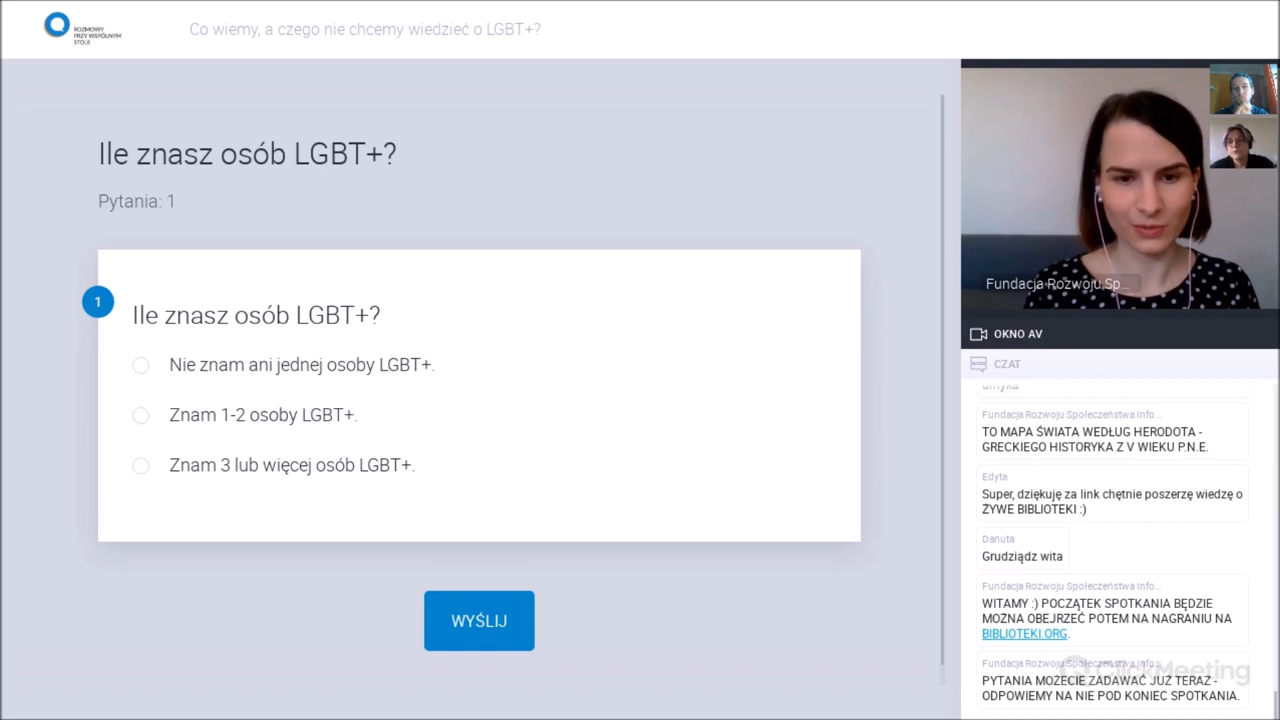 ROZMOWY
PRZY WSPÓLNYM
STOLE
Co wiemy, a czego nie chcemy wiedzieć o LGBT+?
Ile znasz osób LGBT+?
Pytania: 1
1
Ile znasz osób LGBT+?
Nie znam ani jednej osoby LGBT+.
Znam 1-2 osoby LGBT+.
Znam 3 lub więcej osób LGBT+.
WYŚLIJ
Fundacja Rozwoju Sp...
OKNO AV
CZAT
Fundacja Rozwoju Społeczeństwa Info...
TO MAPA ŚWIATA WEDŁUG HERODOTA -
GRECKIEGO HISTORYKA Z V WIEKU P.N.E.
Edyta
Super, dziękuję za link chętnie poszerzę wiedzę o
ŻYWE BIBLIOTEKI :)
Danuta
Grudziądz wita
Fundacja Rozwoju Społeczeństwa Info...
WITAMY :) POCZĄTEK SPOTKANIA BĘDZIE
MOŻNA OBEJRZEĆ POTEM NA NAGRANIU NA
BIBLIOTEKI.ORG.
Fundacja Rozwoju Społeczeństwa Info...
ClickMeeting
PYTANIA MOŻECIE ZADAWAĆ JUŻ TERAZ -
ODPOWIEMY NA NIE POD KONIEC SPOTKANIA.